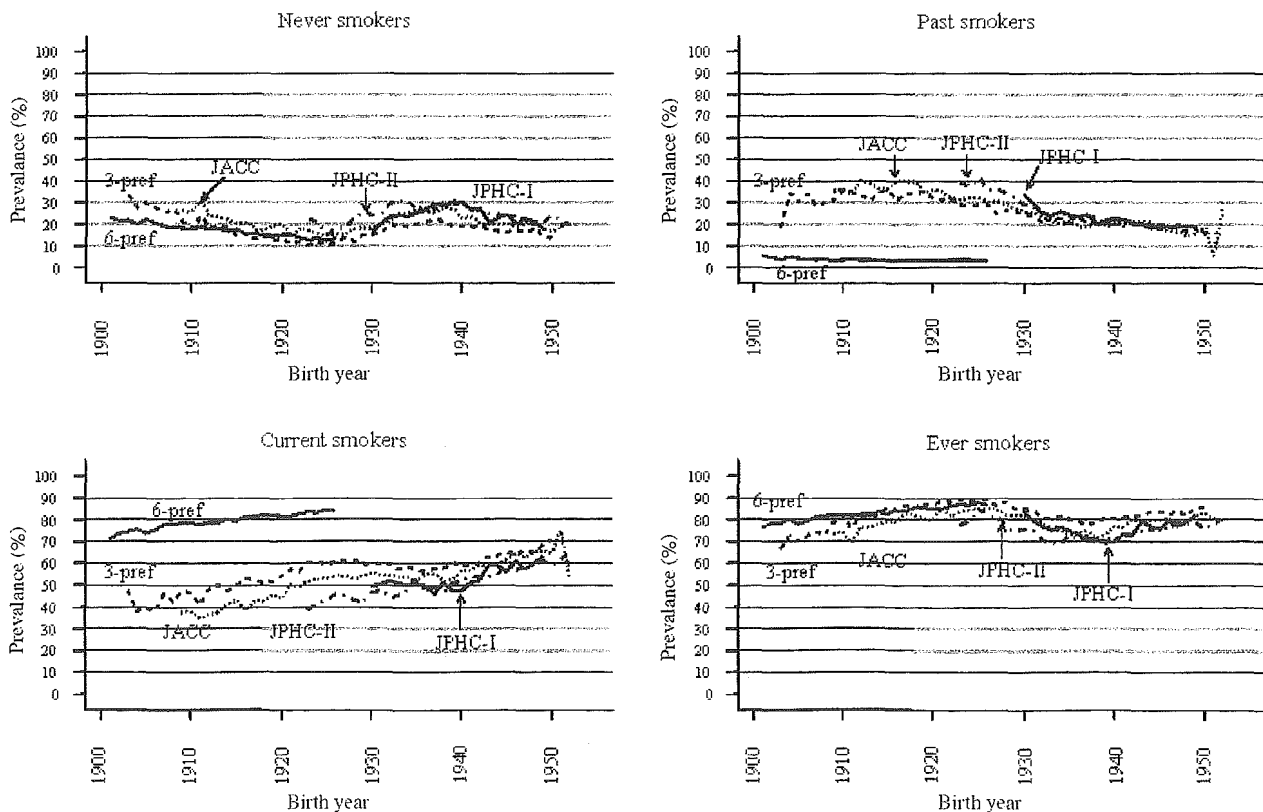 Never smokers
Prevalance (%)
100
90
80
70
60
50
40
30
20
10
0
3-pref
JACC
JPHC-II
JPHC-I
6-pref
1900
1910
1920
1930
1940
1950
Birth year
Past smokers
Prevalance (%)
100
90
80
70
60
50
40
30
20
10
0
JACC
JPHC-II
JPHC-I
3-pref
6-pref
1900
1910
1920
1930
1940
1950
Birth year
Current smokers
Prevalance (%)
100
90
80
70
60
50
40
30
20
10
0
6-pref
3-pref
JACC
JPHC-II
JPHC-I
1900
1910
1920
1930
1940
1950
Birth year
Ever smokers
Prevalance (%)
100
90
80
70
60
50
40
30
20
10
0
6-pref
3-pref
JACC
JPHC-II
JPHC-I
1900
1910
1920
1930
1940
1950
Birth year